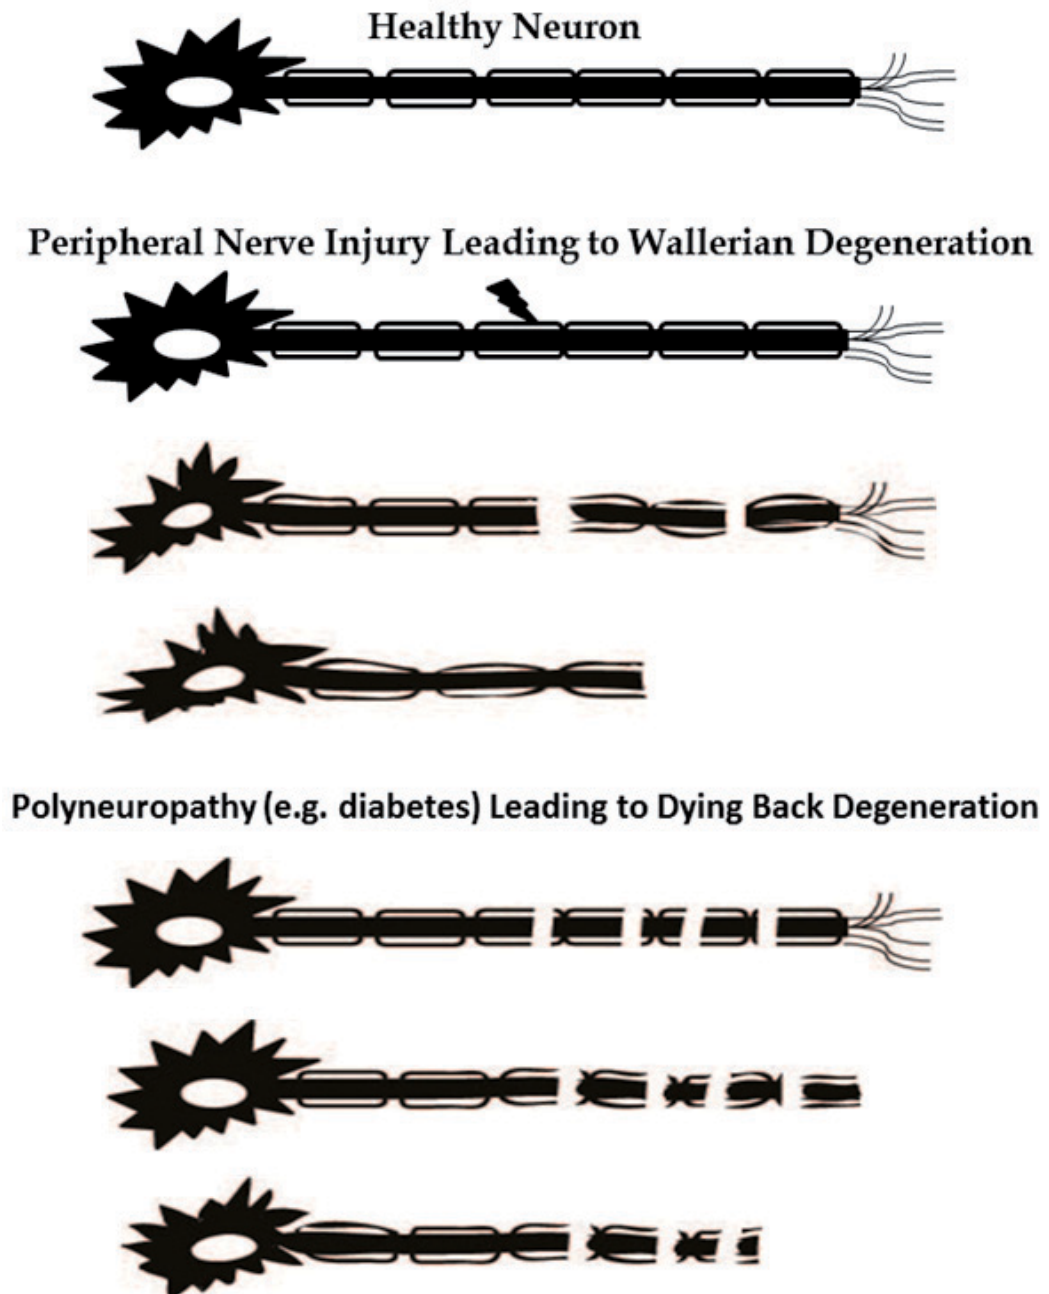 Healthy Neuron
Peripheral Nerve Injury Leading to Wallerian Degeneration
Polyneuropathy (e.g. diabetes) Leading to Dying Back Degeneration